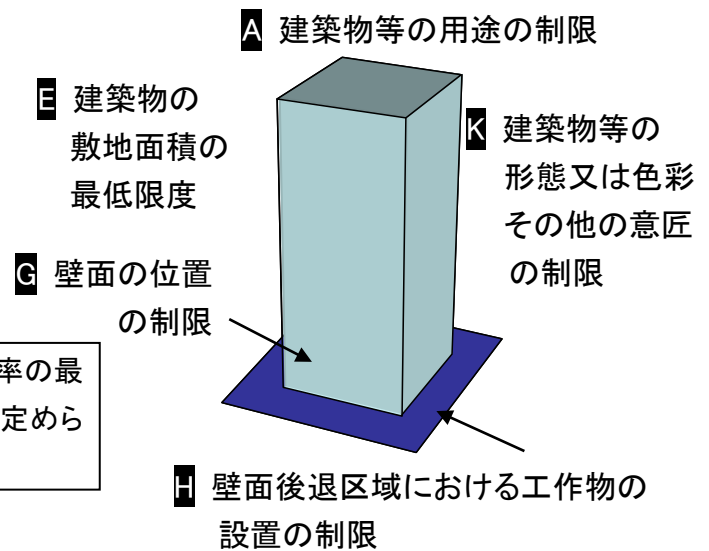 A 建築物等の用途の制限
E 建築物の
敷地面積の
最低限度
K 建築物等の
形態又は色彩
その他の意匠
の制限
G 壁面の位置
の制限
率の最
定めら
H 壁面後退区域における工作物の
設置の制限